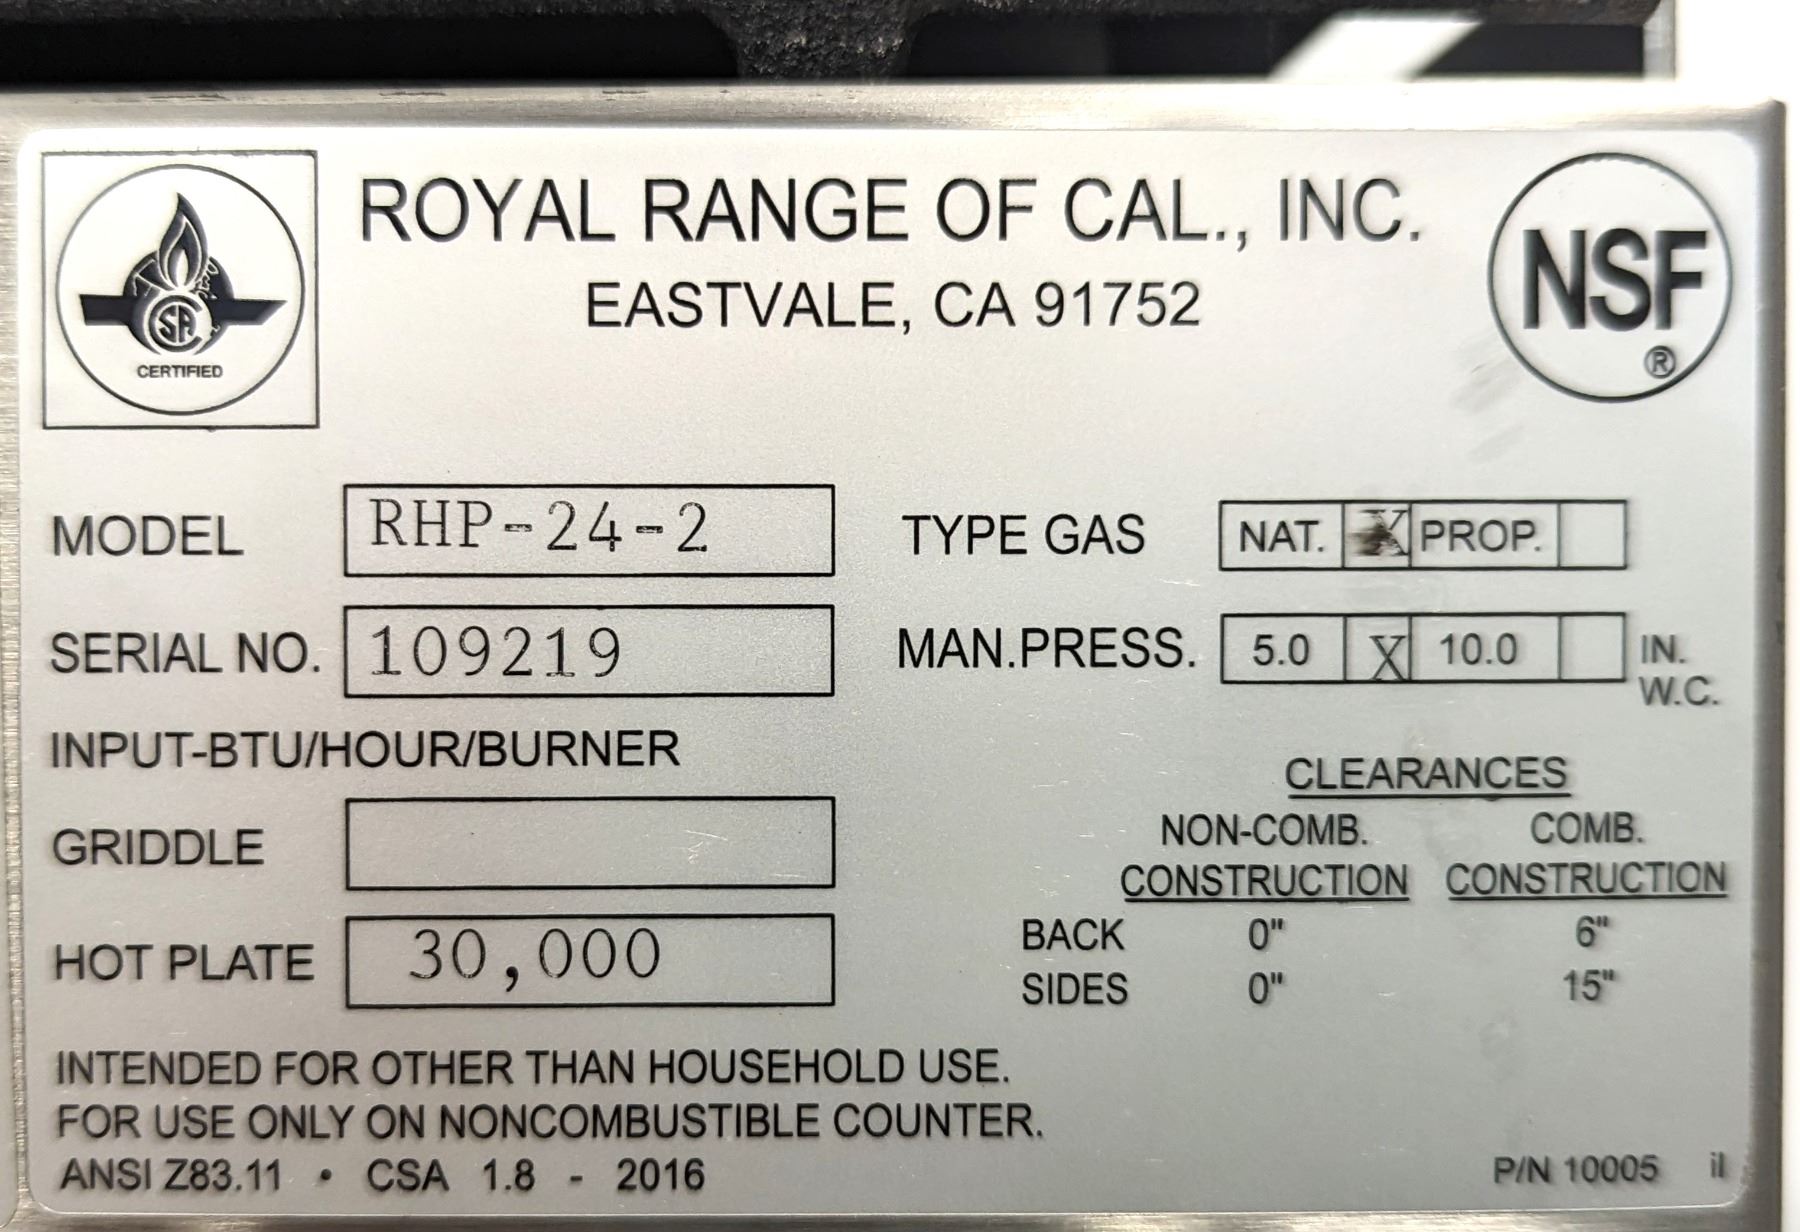 ROYAL RANGE OF CAL., INC.
EASTVALE, CA 91752
CSA
CERTIFIED
NSF
®
MODEL RHP-24-2
TYPE GAS NAT. X PROP.
SERIAL NO. 109219
MAN.PRESS. 5.0 X 10.0 IN. W.C.
INPUT-BTU/HOUR/BURNER
GRIDDLE
HOT PLATE 30,000
CLEARANCES
NON-COMB. CONSTRUCTION COMB. CONSTRUCTION
BACK 0" 6"
SIDES 0" 15"
INTENDED FOR OTHER THAN HOUSEHOLD USE.
FOR USE ONLY ON NONCOMBUSTIBLE COUNTER.
ANSI Z83.11 • CSA 1.8 - 2016
P/N 10005